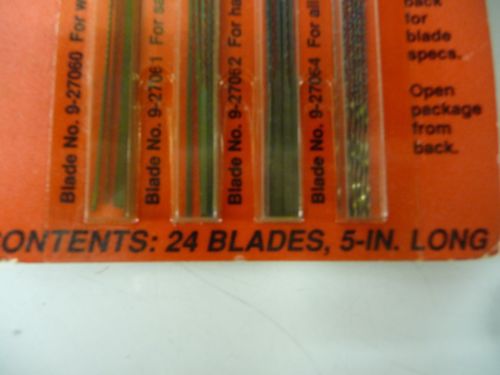 back
for
blade
specs.
Open
package
from
back.
Blade No. 9-27060 For
Blade No. 9-27061 For
Blade No. 9-27062 For
Blade No. 9-27064 For all
CONTENTS: 24 BLADES, 5-IN. LONG